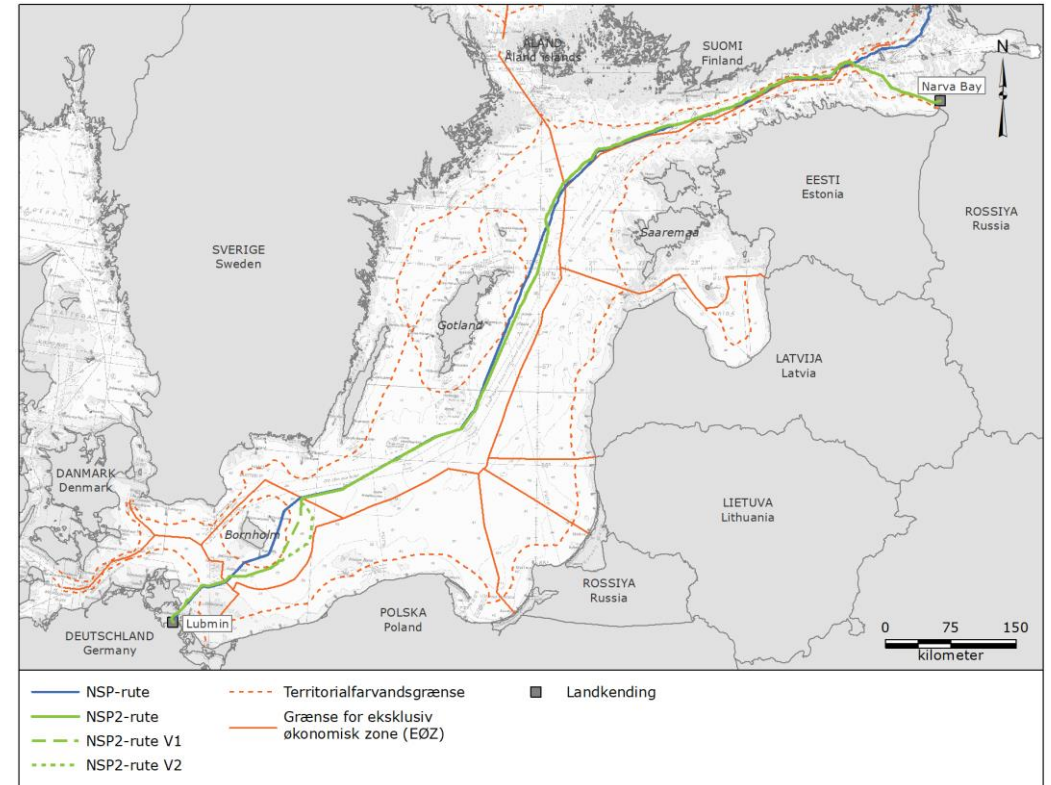 ÅLAND
Åland islands
SUOMI
Finland
N
Narva Bay
EESTI
Estonia
ROSSIYA
Russia
SVERIGE
Sweden
Saaremaa
Gotland
LATVIJA
Latvia
DANMARK
Denmark
LIETUVA
Lithuania
Bornholm
ROSSIYA
Russia
POLSKA
Poland
Lubmin
DEUTSCHLAND
Germany
0 75 150
kilometer
NSP-rute
NSP2-rute
NSP2-rute V1
NSP2-rute V2
Territorialfarvandsgrænse
Grænse for eksklusiv
økonomisk zone (EØZ)
Landkending